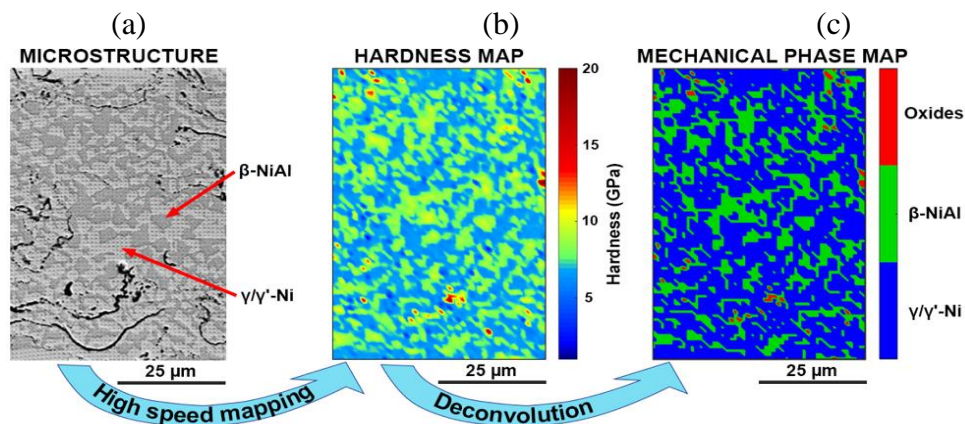 (a) (b) (c)
MICROSTRUCTURE HARDNESS MAP MECHANICAL PHASE MAP
β-NiAl
γ/γ'-Ni
20
15
10
5
Hardness (GPa)
Oxides
β-NiAl
γ/γ'-Ni
25 μm 25 μm 25 μm
High speed mapping
Deconvolution